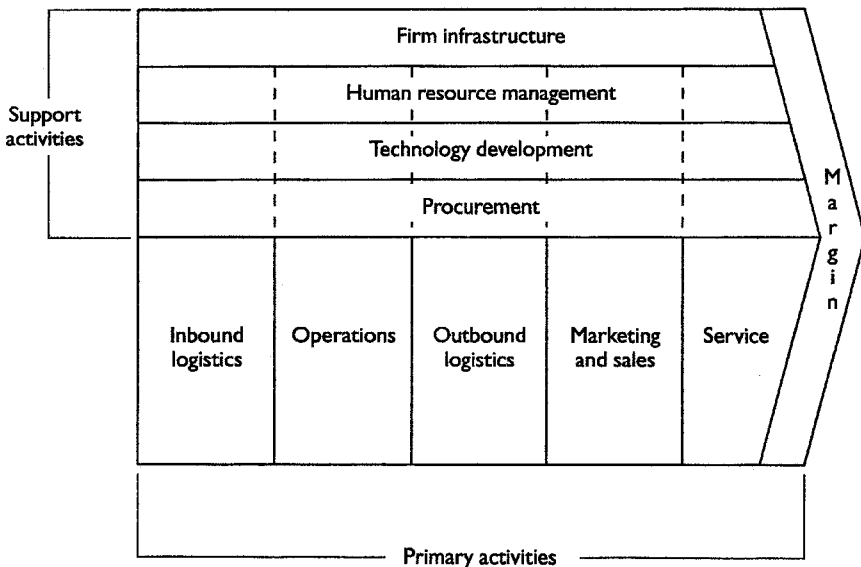 Firm infrastructure
Human resource management
Support
activities
Technology development
Procurement
Margin
Inbound
logistics
Operations
Outbound
logistics
Marketing
and sales
Service
Primary activities